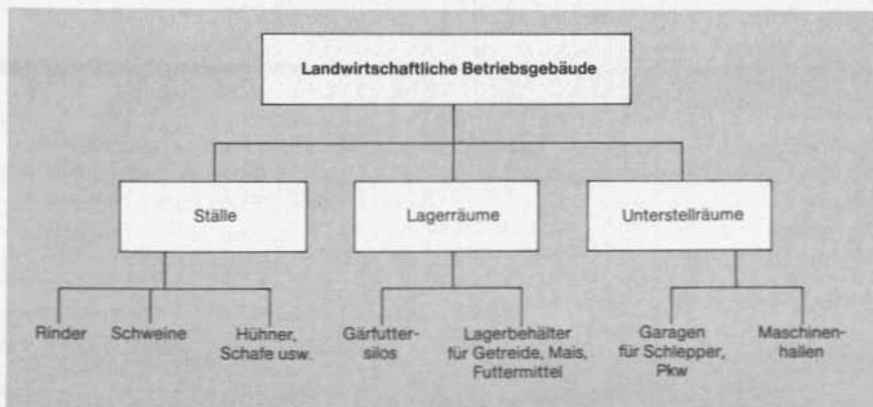 Landwirtschaftliche Betriebsgebäude
Ställe
Lagerräume
Unterstellräume
Rinder
Schweine
Hühner,
Schafe usw.
Gärfutter-
silos
Lagerbehälter
für Getreide, Mais,
Futtermittel
Garagen
für Schlepper,
Pkw
Maschinen-
hallen